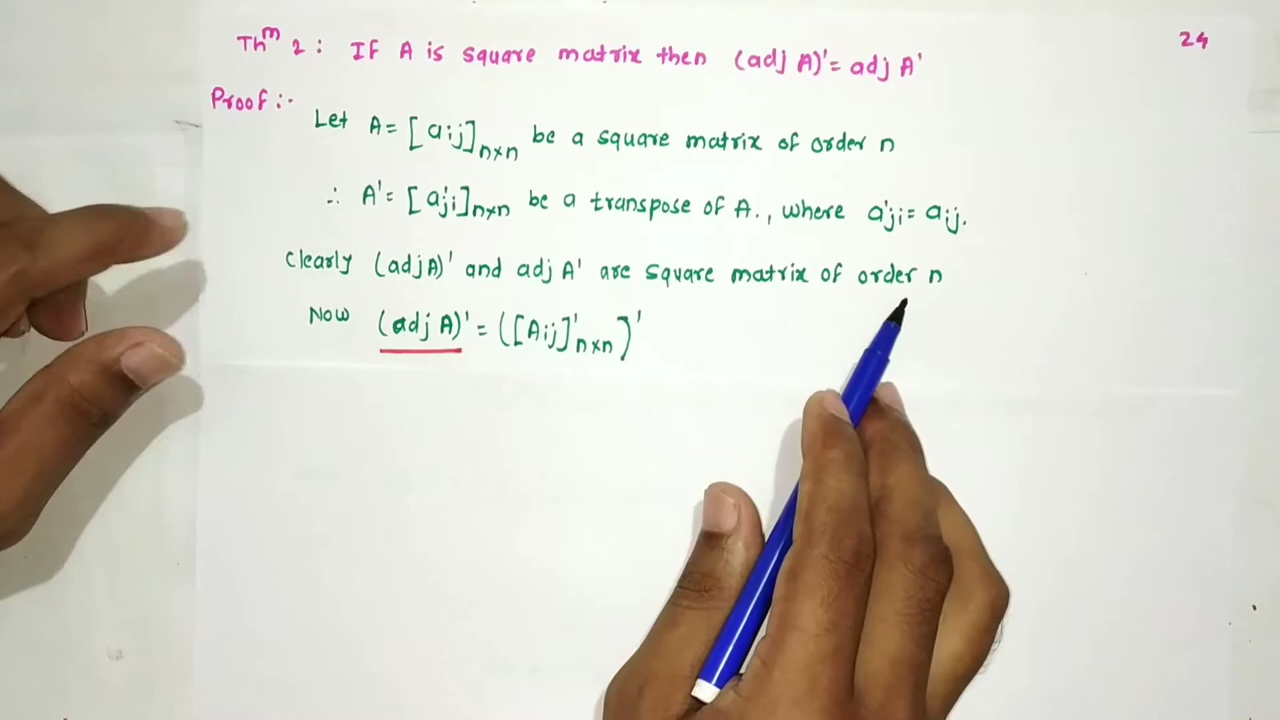 24
Thm 2 : If A is square matrix then (adj A)' = adj A'
Proof :-
Let A = [aij]n×n be a square matrix of order n
∴ A' = [a'ji]n×n be a transpose of A., where a'ji = aij.
clearly (adj A)' and adj A' are square matrix of order n
Now (adj A)' = ([Aij]'n×n)'